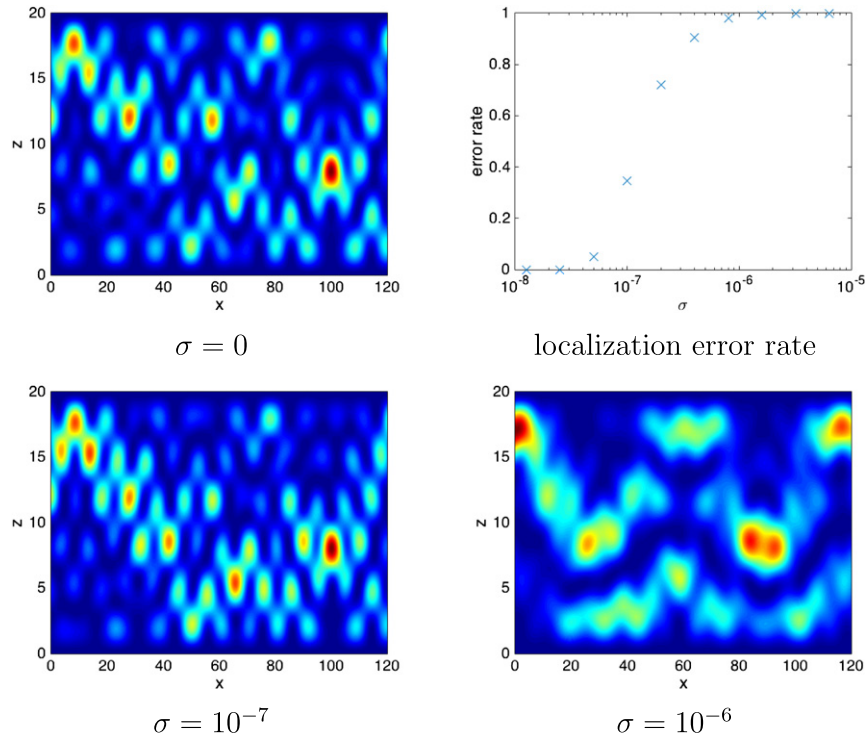 20
15
10
5
0
z
0 20 40 60 80 100 120
x
σ = 0
1
0.8
0.6
0.4
0.2
0
error rate
10⁻⁸ 10⁻⁷ 10⁻⁶ 10⁻⁵
σ
localization error rate
20
15
10
5
0
z
0 20 40 60 80 100 120
x
σ = 10⁻⁷
20
15
10
5
0
z
0 20 40 60 80 100 120
x
σ = 10⁻⁶